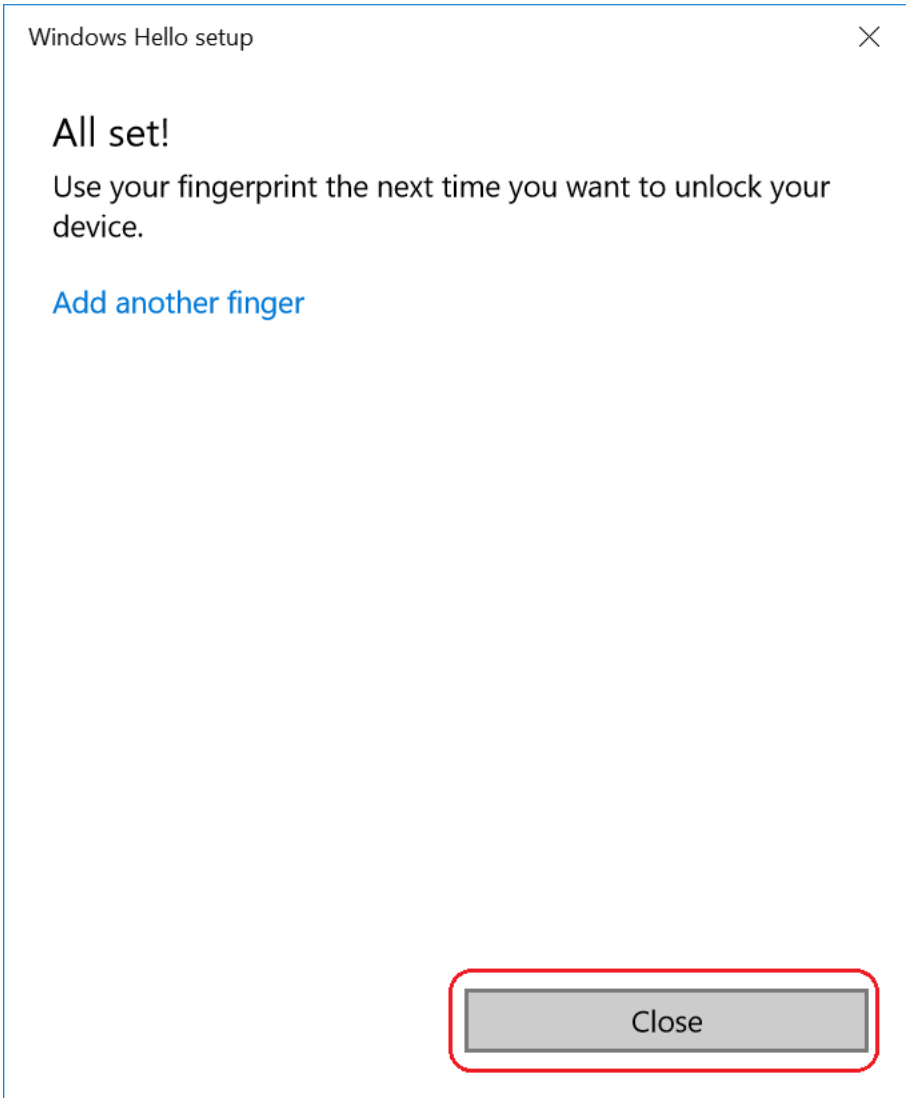 Windows Hello setup
All set!
Use your fingerprint the next time you want to unlock your
device.
Add another finger
Close